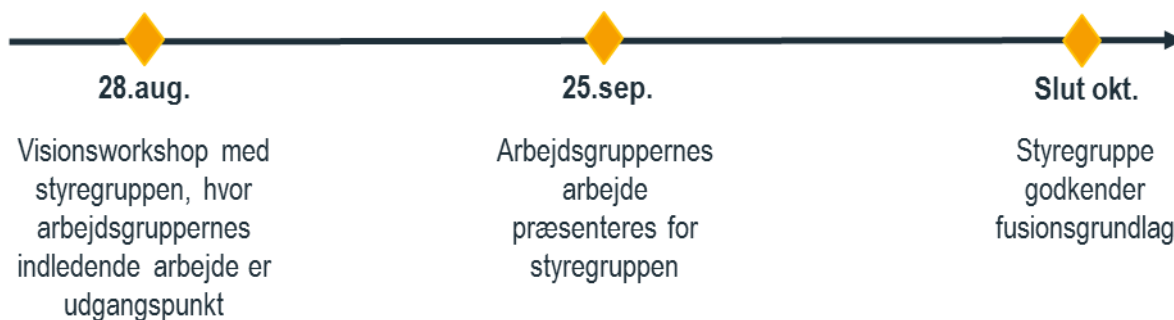 28.aug.
Visionsworkshop med
styregruppen, hvor
arbejdsgruppernes
indledende arbejde er
udgangspunkt
25.sep.
Arbejdsgruppernes
arbejde
præsenteres for
styregruppen
Slut okt.
Styregruppe
godkender
fusionsgrundlag